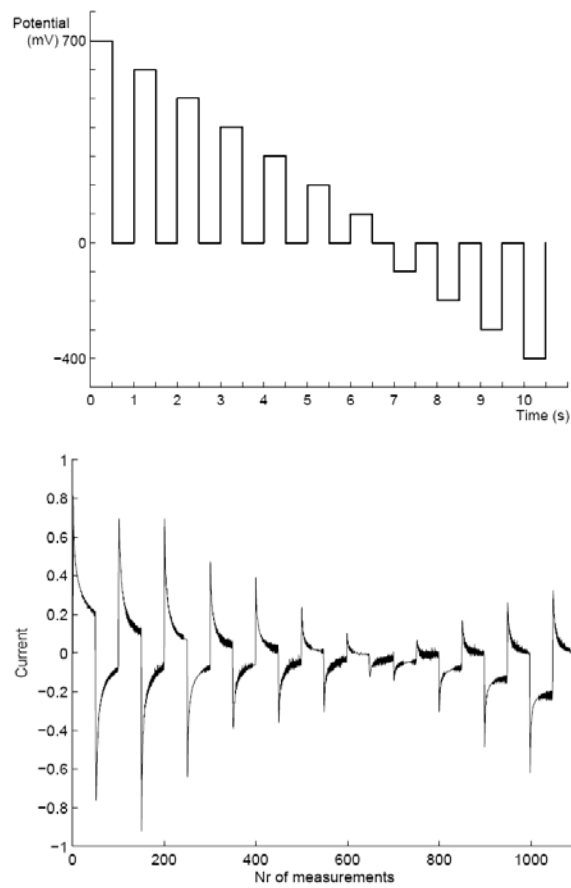 Potential
(mV) 700
0
−400
0 1 2 3 4 5 6 7 8 9 10
Time (s)
1
0.8
0.6
0.4
0.2
0
−0.2
−0.4
−0.6
−0.8
−1
Current
0 200 400 600 800 1000
Nr of measurements